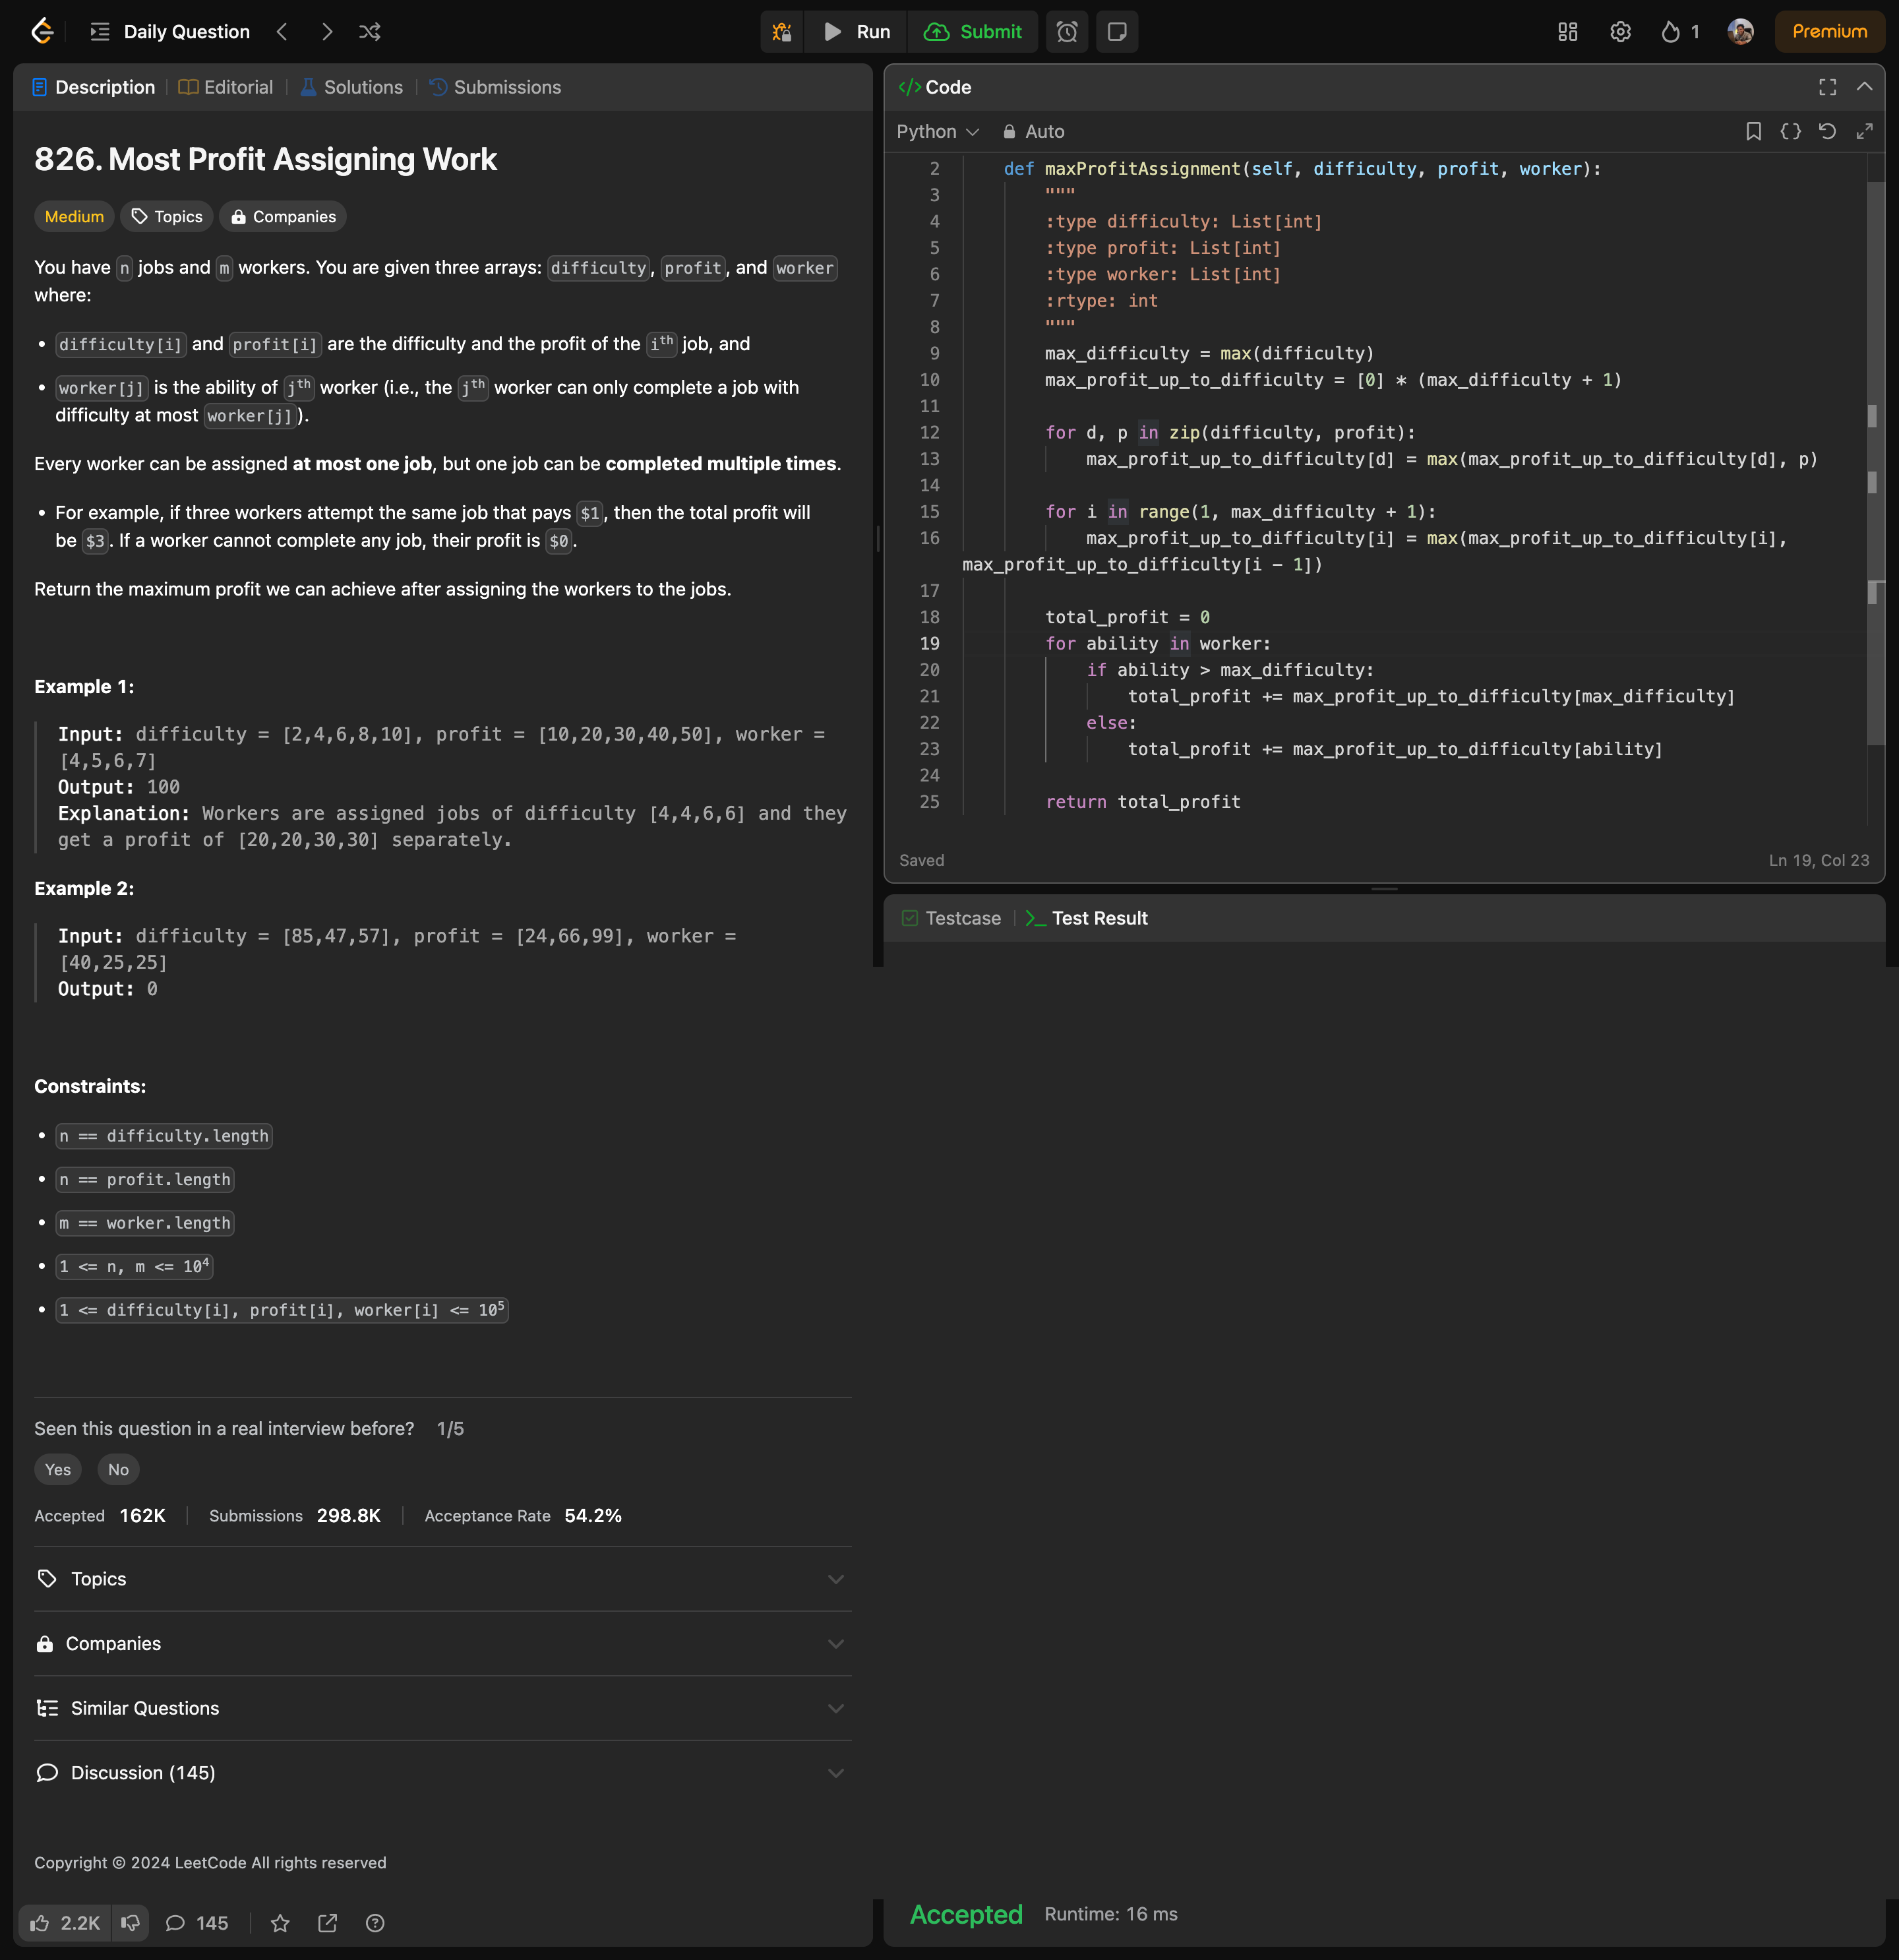 Daily Question
Run
Submit
1
Premium
Description
Editorial
Solutions
Submissions
826. Most Profit Assigning Work
Medium
Topics
Companies
You have n jobs and m workers. You are given three arrays: difficulty, profit, and worker
where:
• difficulty[i] and profit[i] are the difficulty and the profit of the ith job, and
• worker[j] is the ability of jth worker (i.e., the jth worker can only complete a job with
difficulty at most worker[j]).
Every worker can be assigned at most one job, but one job can be completed multiple times.
• For example, if three workers attempt the same job that pays $1, then the total profit will
be $3. If a worker cannot complete any job, their profit is $0.
Return the maximum profit we can achieve after assigning the workers to the jobs.
Example 1:
Input: difficulty = [2,4,6,8,10], profit = [10,20,30,40,50], worker =
[4,5,6,7]
Output: 100
Explanation: Workers are assigned jobs of difficulty [4,4,6,6] and they
get a profit of [20,20,30,30] separately.
Example 2:
Input: difficulty = [85,47,57], profit = [24,66,99], worker =
[40,25,25]
Output: 0
Constraints:
• n == difficulty.length
• n == profit.length
• m == worker.length
• 1 <= n, m <= 10⁴
• 1 <= difficulty[i], profit[i], worker[i] <= 10⁵
Seen this question in a real interview before? 1/5
Yes No
Accepted 162K Submissions 298.8K Acceptance Rate 54.2%
Topics
Companies
Similar Questions
Discussion (145)
Copyright © 2024 LeetCode All rights reserved
2.2K
145
</> Code
Python
Auto
2 def maxProfitAssignment(self, difficulty, profit, worker):
3 """
4 :type difficulty: List[int]
5 :type profit: List[int]
6 :type worker: List[int]
7 :rtype: int
8 """
9 max_difficulty = max(difficulty)
10 max_profit_up_to_difficulty = [0] * (max_difficulty + 1)
11
12 for d, p in zip(difficulty, profit):
13 max_profit_up_to_difficulty[d] = max(max_profit_up_to_difficulty[d], p)
14
15 for i in range(1, max_difficulty + 1):
16 max_profit_up_to_difficulty[i] = max(max_profit_up_to_difficulty[i],
max_profit_up_to_difficulty[i - 1])
17
18 total_profit = 0
19 for ability in worker:
20 if ability > max_difficulty:
21 total_profit += max_profit_up_to_difficulty[max_difficulty]
22 else:
23 total_profit += max_profit_up_to_difficulty[ability]
24
25 return total_profit
Saved
Ln 19, Col 23
Testcase
Test Result
Accepted Runtime: 16 ms